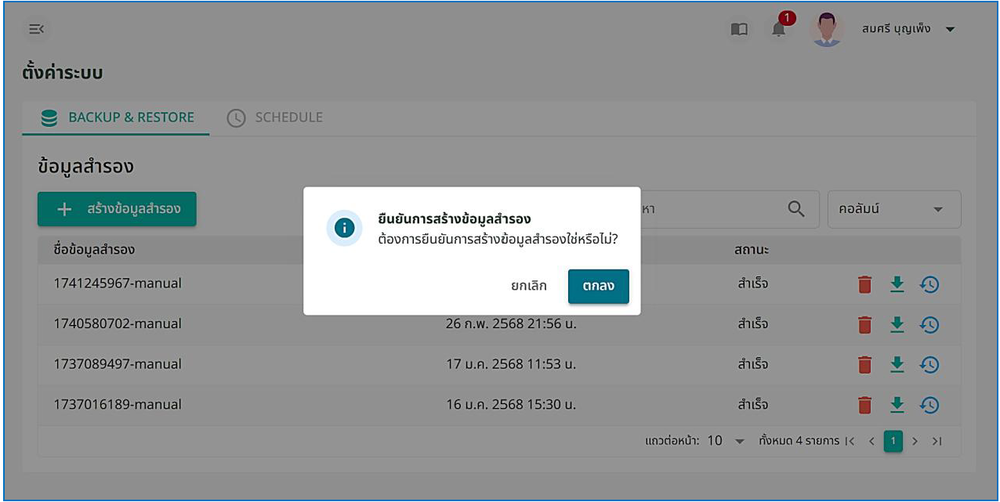 1
สมศรี บุญเพ็ง
ตั้งค่าระบบ
BACKUP & RESTORE
SCHEDULE
ข้อมูลสำรอง
สร้างข้อมูลสำรอง
หา
คอลัมน์
ยืนยันการสร้างข้อมูลสำรอง
ต้องการยืนยันการสร้างข้อมูลสำรองใช่หรือไม่?
ยกเลิก
ตกลง
ชื่อข้อมูลสำรอง สถานะ
1741245967-manual สำเร็จ
1740580702-manual 26 ก.พ. 2568 21:56 น. สำเร็จ
1737089497-manual 17 ม.ค. 2568 11:53 น. สำเร็จ
1737016189-manual 16 ม.ค. 2568 15:30 น. สำเร็จ
แถวต่อหน้า: 10 ทั้งหมด 4 รายการ 1